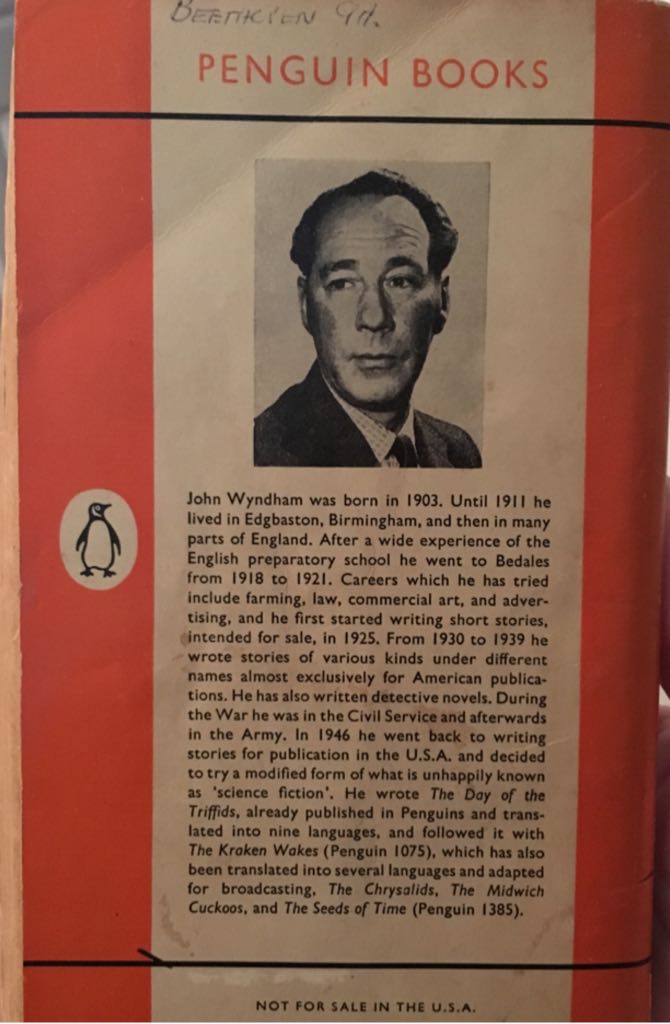 PENGUIN BOOKS
John Wyndham was born in 1903. Until 1911 he
lived in Edgbaston, Birmingham, and then in many
parts of England. After a wide experience of the
English preparatory school he went to Bedales
from 1918 to 1921. Careers which he has tried
include farming, law, commercial art, and adver-
tising, and he first started writing short stories,
intended for sale, in 1925. From 1930 to 1939 he
wrote stories of various kinds under different
names almost exclusively for American publica-
tions. He has also written detective novels. During
the War he was in the Civil Service and afterwards
in the Army. In 1946 he went back to writing
stories for publication in the U.S.A. and decided
to try a modified form of what is unhappily known
as 'science fiction'. He wrote The Day of the
Triffids, already published in Penguins and trans-
lated into nine languages, and followed it with
The Kraken Wakes (Penguin 1075), which has also
been translated into several languages and adapted
for broadcasting, The Chrysalids, The Midwich
Cuckoos, and The Seeds of Time (Penguin 1385).
NOT FOR SALE IN THE U.S.A.